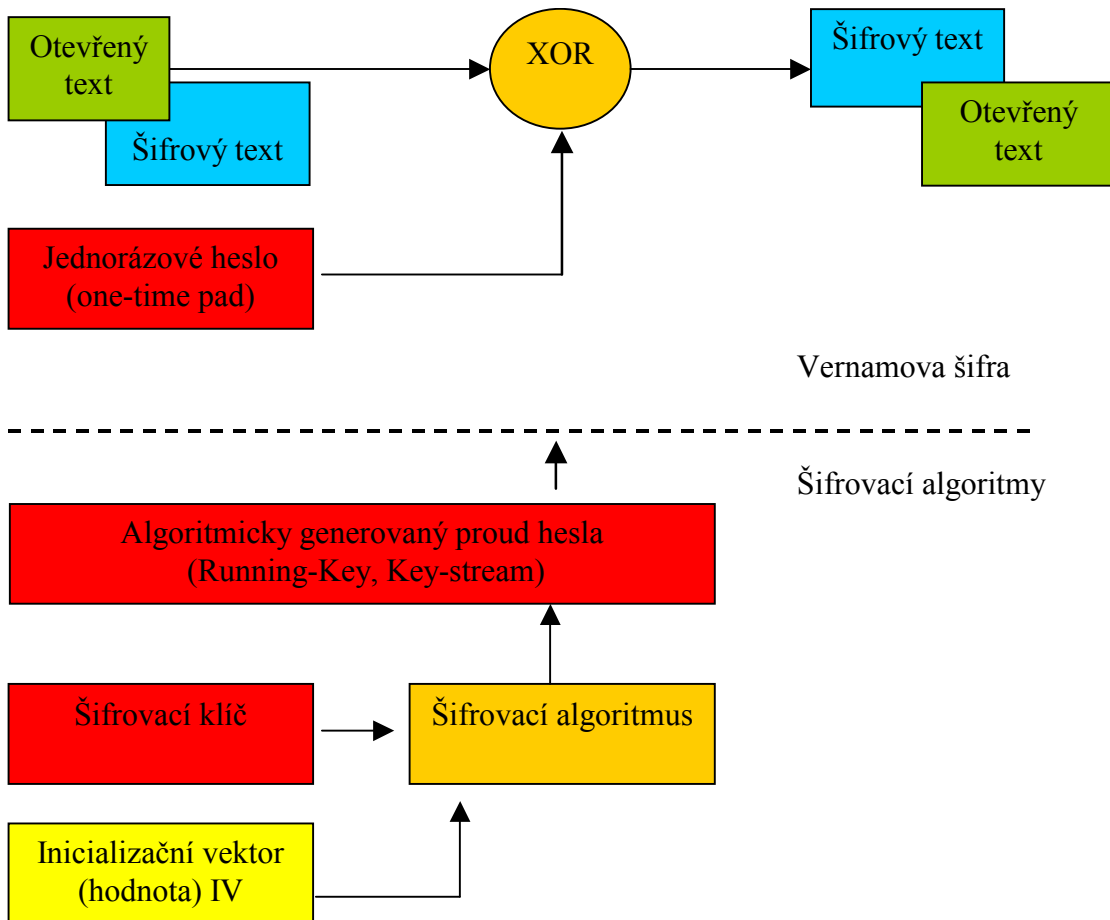 Otevřený
text
Šifrový text
XOR
Šifrový text
Otevřený
text
Jednorázové heslo
(one-time pad)
Vernamova šifra
Šifrovací algoritmy
Algoritmicky generovaný proud hesla
(Running-Key, Key-stream)
Šifrovací klíč
Šifrovací algoritmus
Inicializační vektor
(hodnota) IV